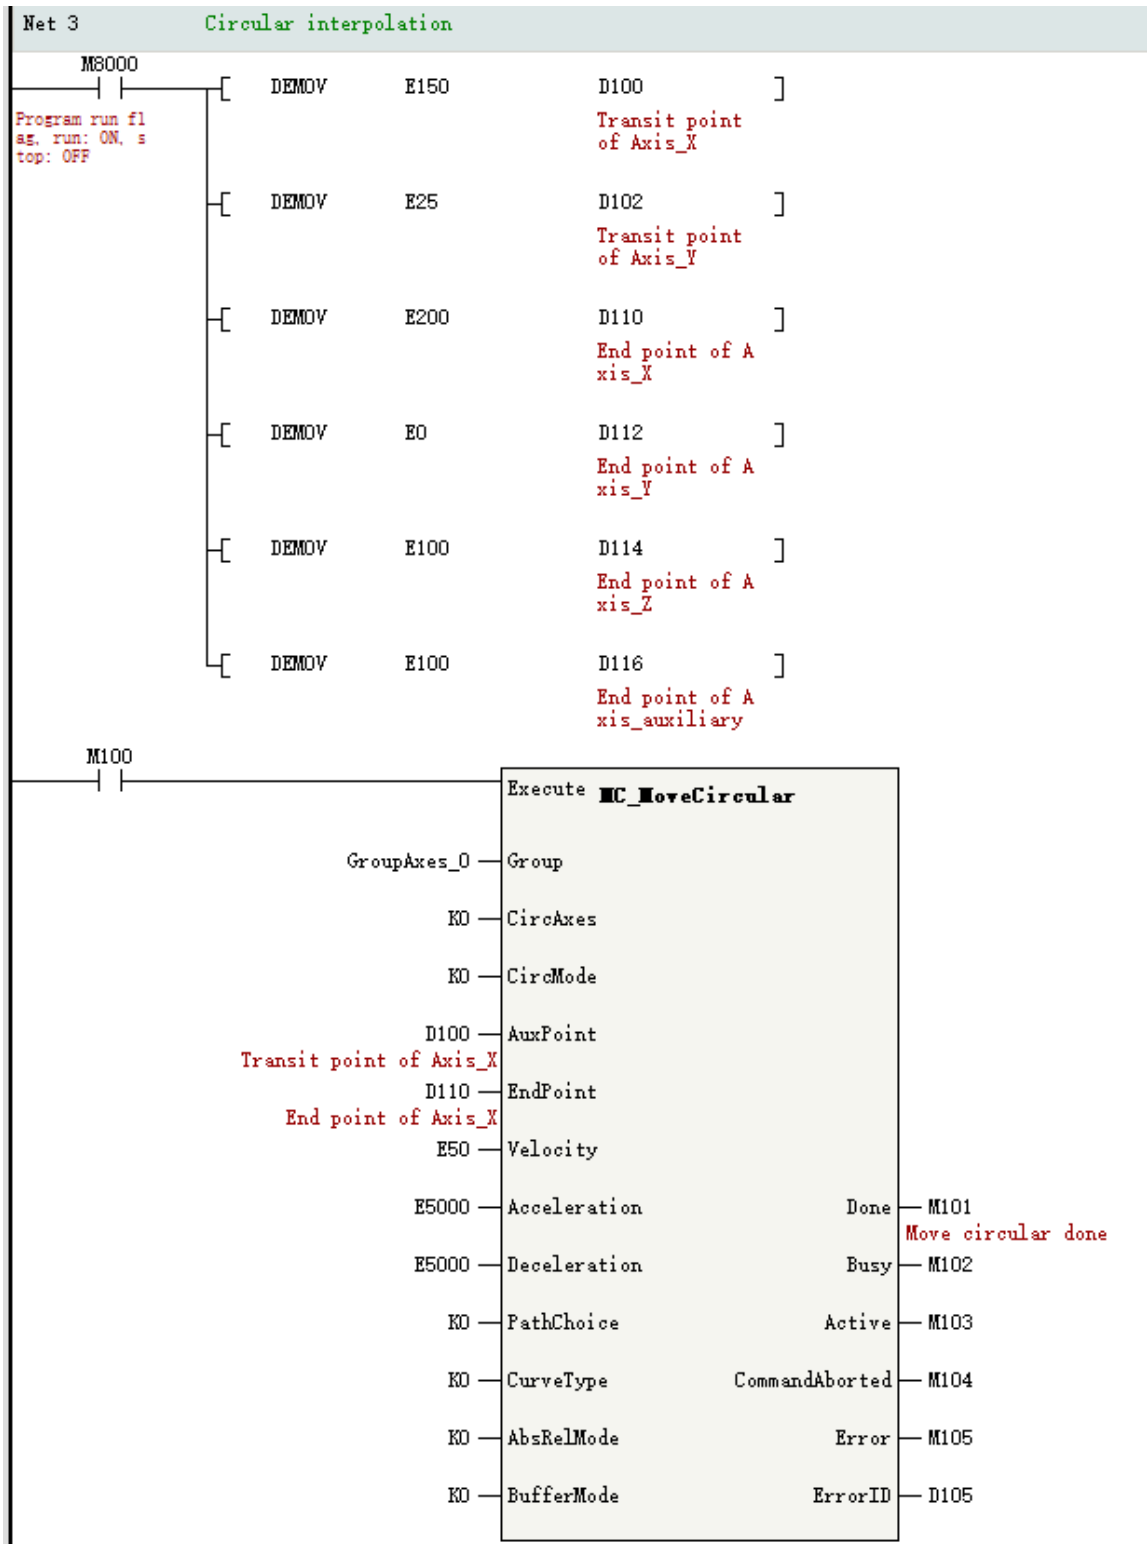 Net 3 Circular interpolation
M8000
[ DEMOV E150 D100 ]
Program run fl
ag, run: ON, s
top: OFF
Transit point
of Axis_X
[ DEMOV E25 D102 ]
Transit point
of Axis_Y
[ DEMOV E200 D110 ]
End point of A
xis_X
[ DEMOV E0 D112 ]
End point of A
xis_Y
[ DEMOV E100 D114 ]
End point of A
xis_Z
[ DEMOV E100 D116 ]
End point of A
xis_auxiliary
M100
Execute MC_MoveCircular
GroupAxes_0 Group
K0 CircAxes
K0 CircMode
D100 AuxPoint
Transit point of Axis_X
D110 EndPoint
End point of Axis_X
E50 Velocity
E5000 Acceleration Done M101
Move circular done
E5000 Deceleration Busy M102
K0 PathChoice Active M103
K0 CurveType CommandAborted M104
K0 AbsRelMode Error M105
K0 BufferMode ErrorID D105